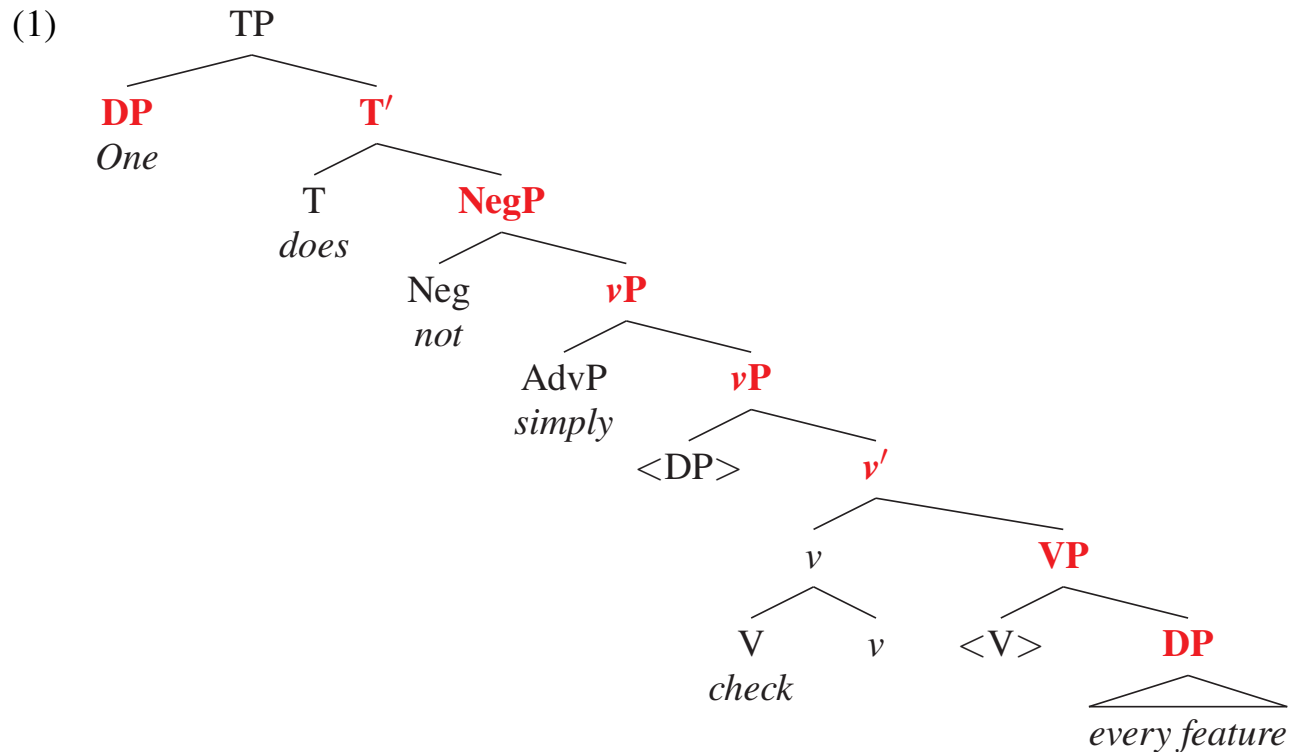 (1) TP
DP T′
One
T NegP
does
Neg vP
not
AdvP vP
simply
<DP> v′
v VP
V v <V> DP
check
every feature